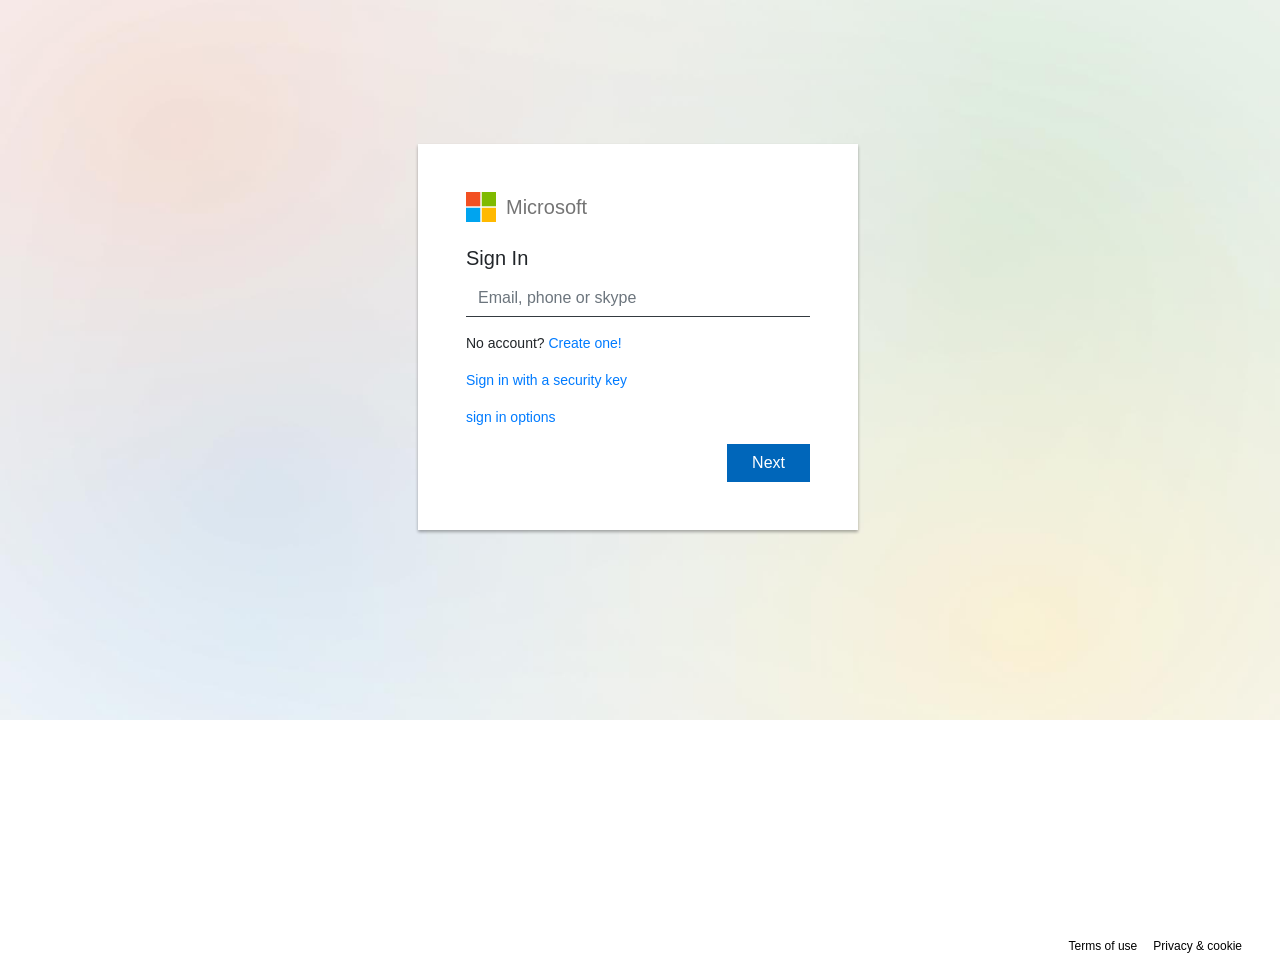 Microsoft
Sign In
Email, phone or skype
No account? Create one!
Sign in with a security key
sign in options
Next
Terms of use Privacy & cookie